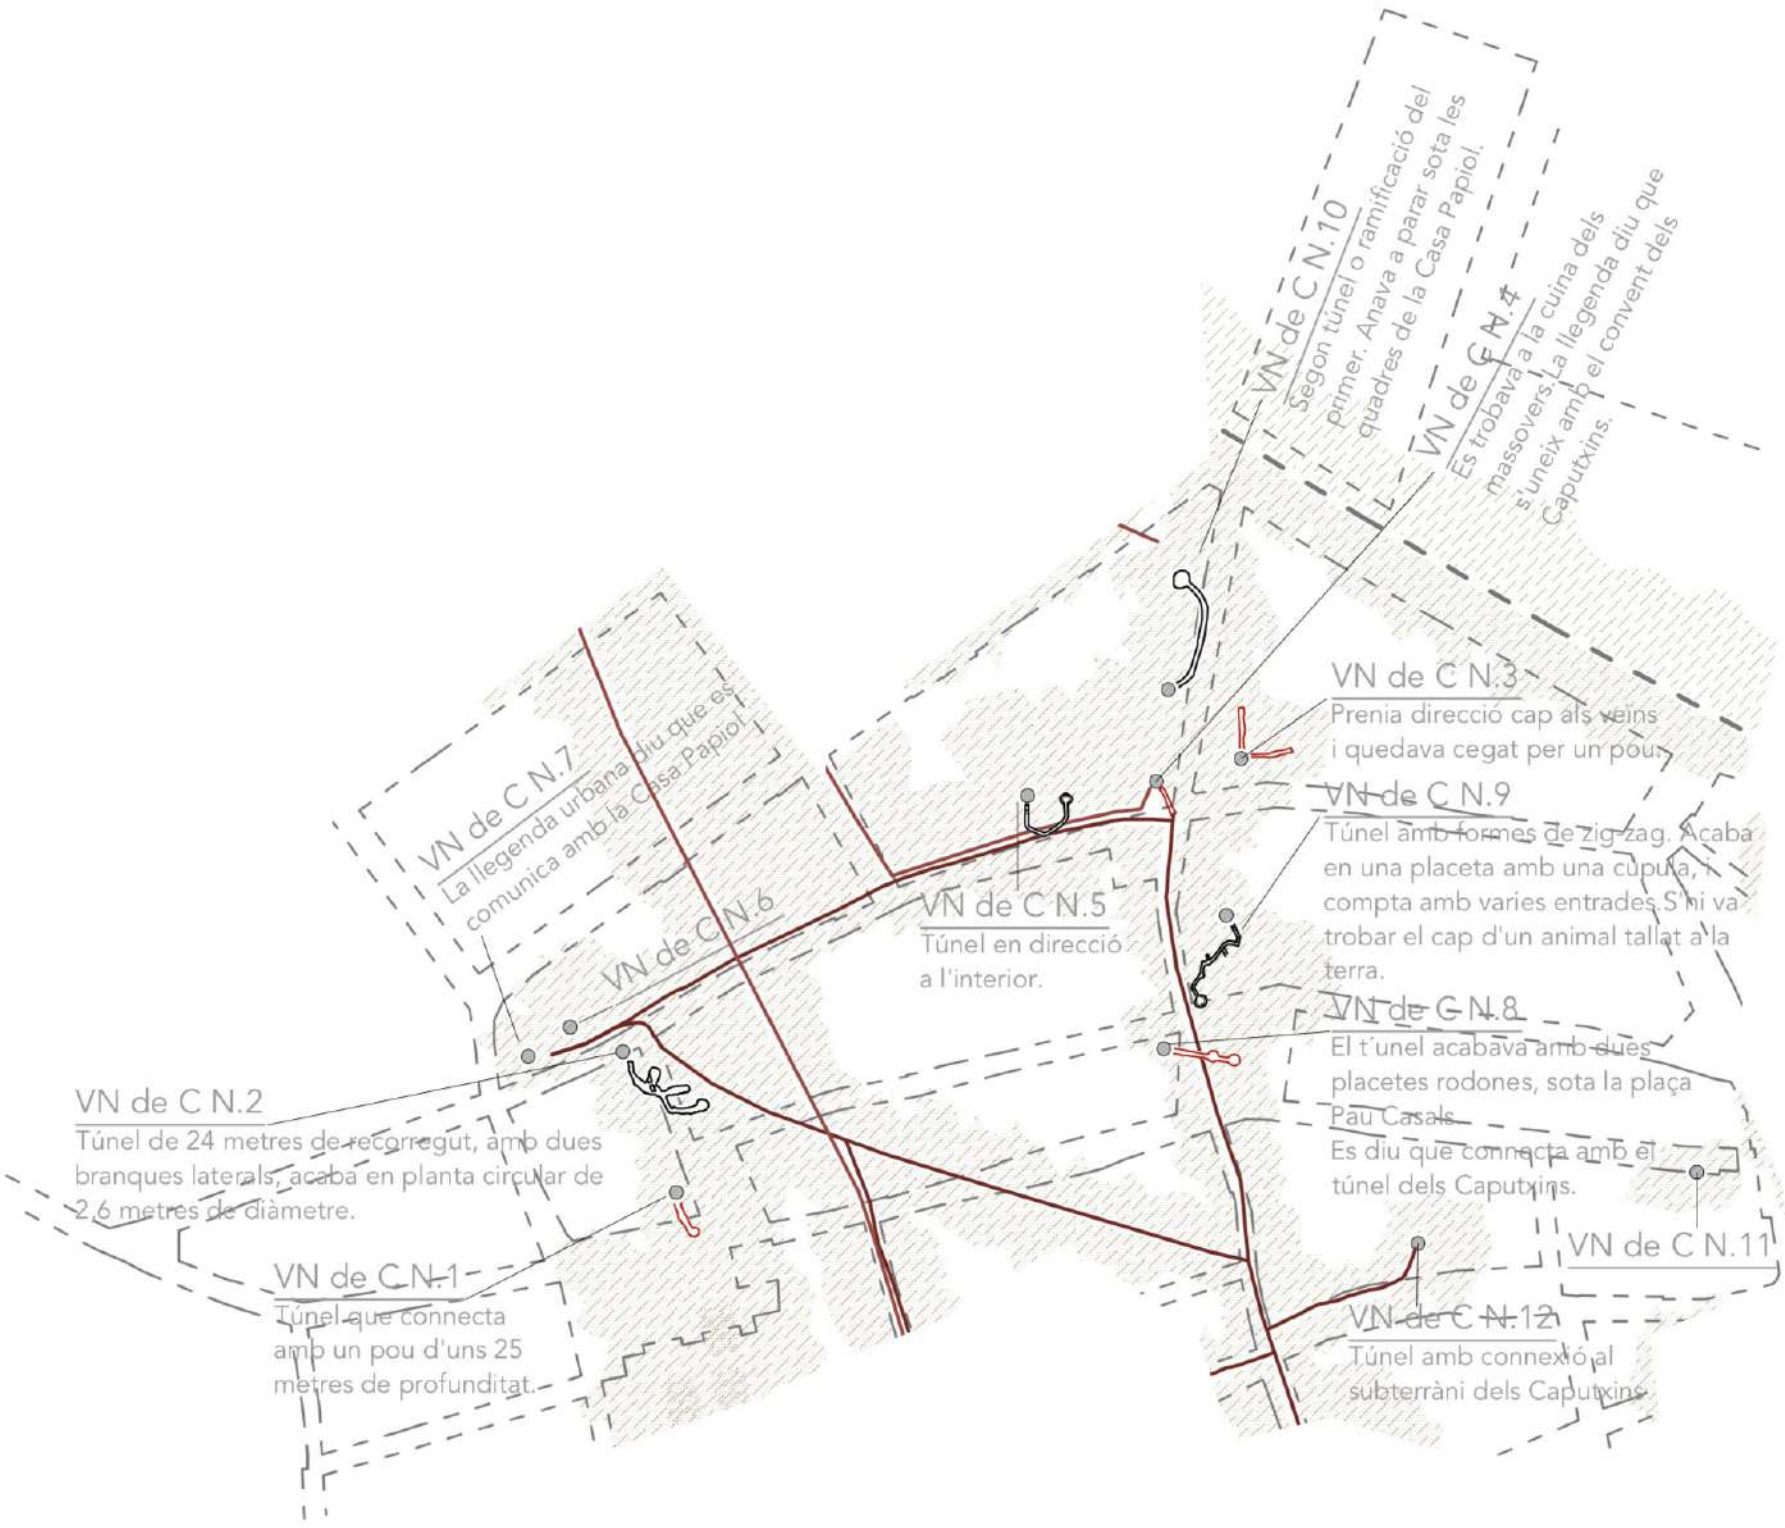 VN de C N.10
Segon túnel o ramificació del
primer. Anava a parar sota les
quadres de la Casa Papiol.
VN de C N.4
Es trobava a la cuina dels
massovers. La llegenda diu que
s'uneix amb el convent dels
Caputxins.
VN de C N.3
Prenia direcció cap als veïns
i quedava cegat per un pou.
VN de C N.9
Túnel amb formes de zig-zag. Acaba
en una placeta amb una cúpula, i
compta amb varies entrades.S'hi va
trobar el cap d'un animal tallat a la
terra.
VN de C N.7
La llegenda urbana diu que es
comunica amb la Casa Papiol
VN de C N.6
VN de C N.5
Túnel en direcció
a l'interior.
VN de C N.8
El t´unel acabava amb dues
placetes rodones, sota la plaça
Pau Casals.
Es diu que connecta amb el
túnel dels Caputxins.
VN de C N.2
Túnel de 24 metres de recorregut, amb dues
branques laterals, acaba en planta circular de
2,6 metres de diàmetre.
VN de C N.11
VN de C N.1
Túnel que connecta
amb un pou d'uns 25
metres de profunditat.
VN de C N.12
Túnel amb connexió al
subterràni dels Caputxins